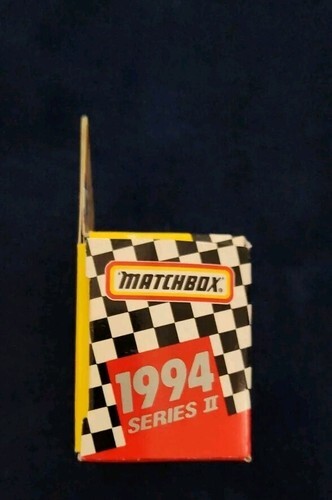 "MATCHBOX"®
1994
SERIES II